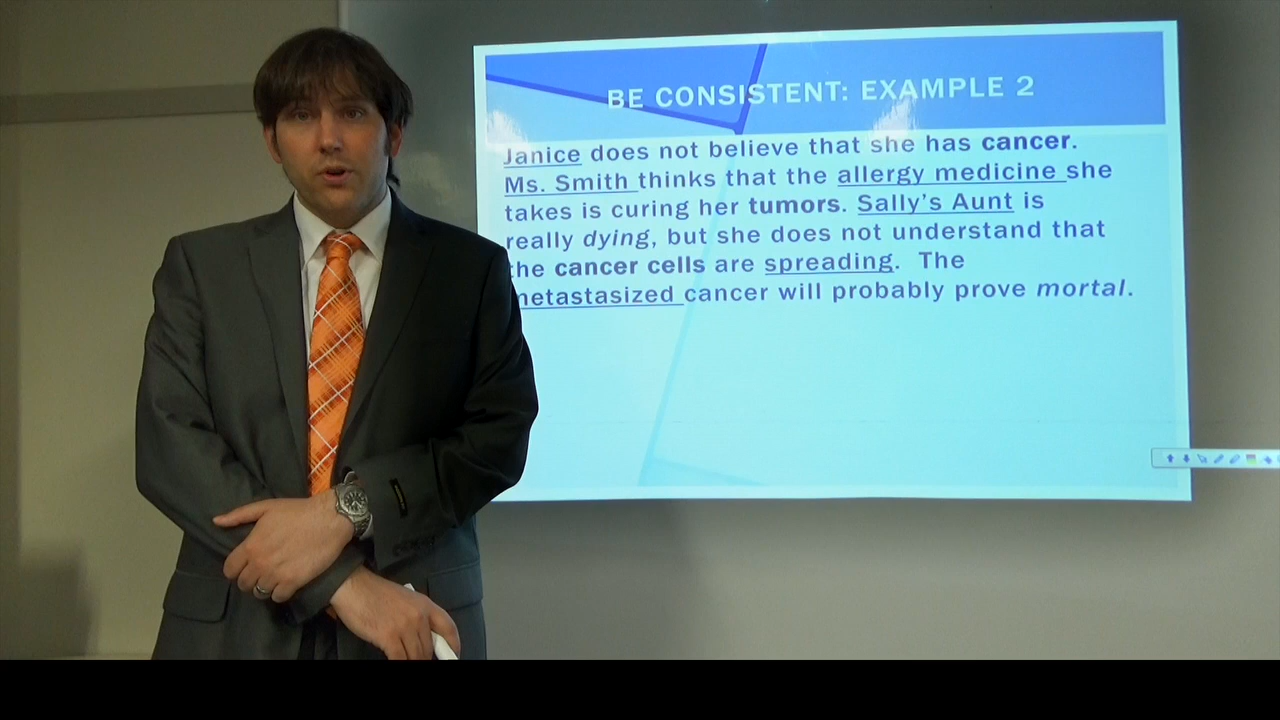 BE CONSISTENT: EXAMPLE 2
Janice does not believe that she has cancer.
Ms. Smith thinks that the allergy medicine she
takes is curing her tumors. Sally's Aunt is
really dying, but she does not understand that
the cancer cells are spreading. The
metastasized cancer will probably prove mortal.